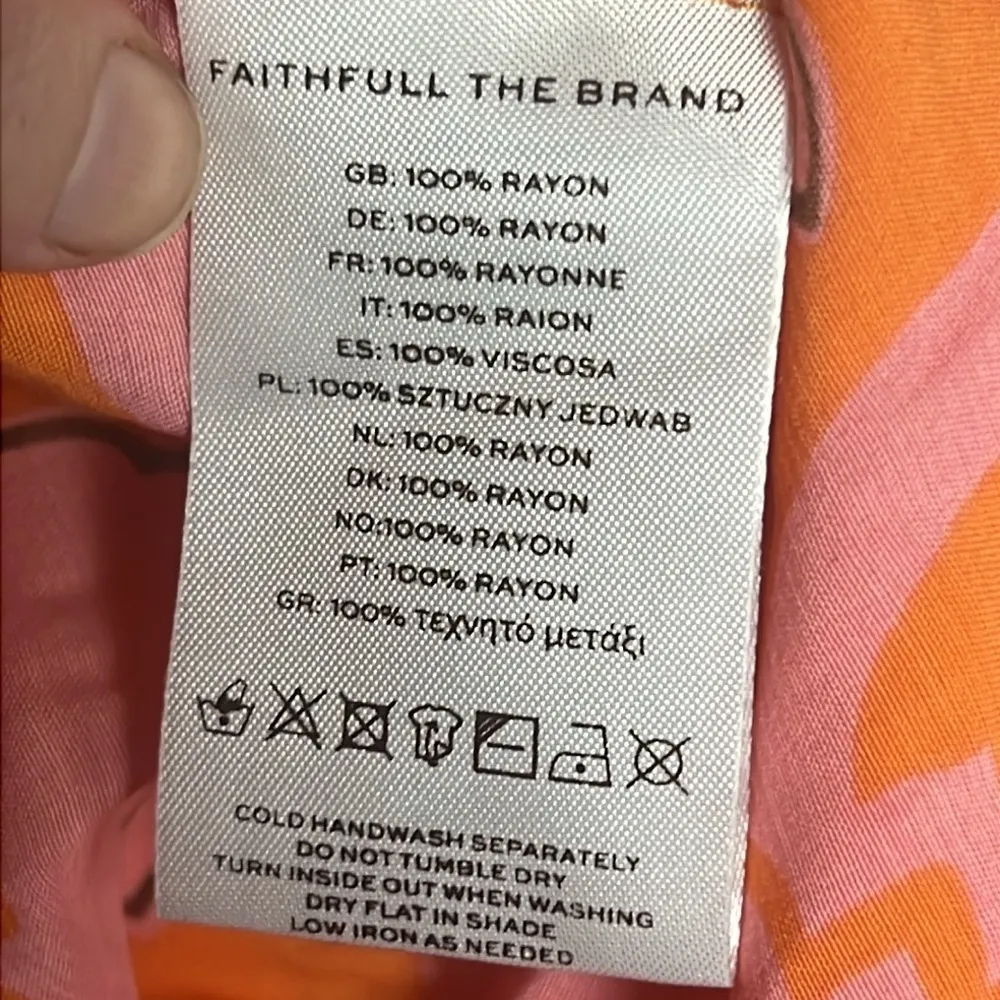 FAITHFULL THE BRAND
GB: 100% RAYON
DE: 100% RAYON
FR: 100% RAYONNE
IT: 100% RAION
ES: 100% VISCOSA
PL: 100% SZTUCZNY JEDWAB
NL: 100% RAYON
DK: 100% RAYON
NO:100% RAYON
PT: 100% RAYON
GR: 100% τεχνητό μετάξι
COLD HANDWASH SEPARATELY
DO NOT TUMBLE DRY
TURN INSIDE OUT WHEN WASHING
DRY FLAT IN SHADE
LOW IRON AS NEEDED